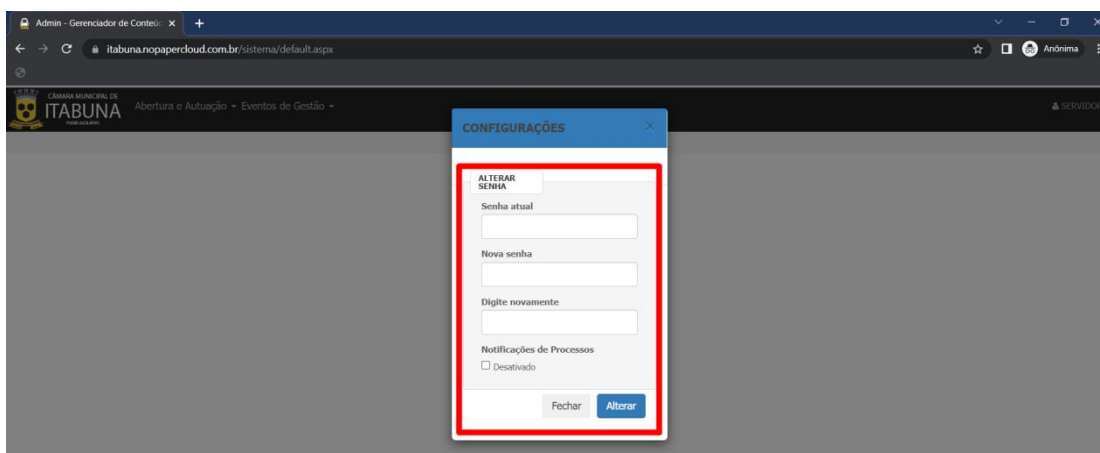 Admin - Gerenciador de Conteúc
itabuna.nopapercloud.com.br/sistema/default.aspx
Anônima
CÂMARA MUNICIPAL DE
ITABUNA
Abertura e Autuação
Eventos de Gestão
SERVIDOR
CONFIGURAÇÕES
ALTERAR
SENHA
Senha atual
Nova senha
Digite novamente
Notificações de Processos
Desativado
Fechar
Alterar